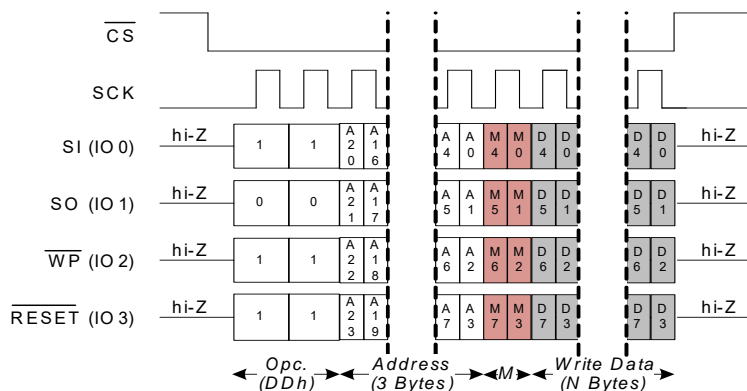 CS
SCK
hi-Z 1 1 A20 A16 A4 A0 M4 M0 D4 D0 D4 D0 hi-Z
SI (IO 0)
hi-Z 0 0 A21 A17 A5 A1 M5 M1 D5 D1 D5 D1 hi-Z
SO (IO 1)
hi-Z 1 1 A22 A18 A6 A2 M6 M2 D6 D2 D6 D2 hi-Z
WP (IO 2)
hi-Z 1 1 A23 A19 A7 A3 M7 M3 D7 D3 D7 D3 hi-Z
RESET (IO 3)
Opc. Address M Write Data
(DDh) (3 Bytes) (N Bytes)